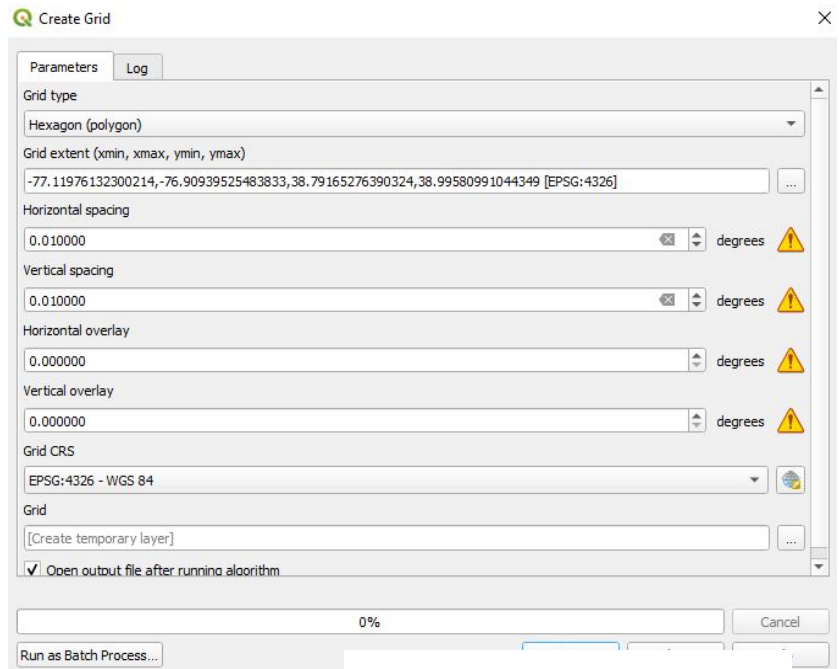 Create Grid
Parameters Log
Grid type
Hexagon (polygon)
Grid extent (xmin, xmax, ymin, ymax)
-77.11976132300214,-76.90939525483833,38.79165276390324,38.99580991044349 [EPSG:4326] ...
Horizontal spacing
0.010000 degrees
Vertical spacing
0.010000 degrees
Horizontal overlay
0.000000 degrees
Vertical overlay
0.000000 degrees
Grid CRS
EPSG:4326 - WGS 84
Grid
[Create temporary layer] ...
Open output file after running algorithm
0% Cancel
Run as Batch Process...